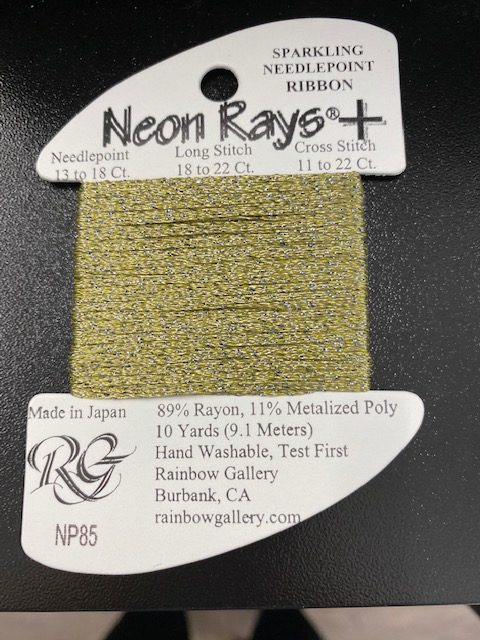 SPARKLING
NEEDLEPOINT
RIBBON
Neon Rays®+
Needlepoint Long Stitch Cross Stitch
13 to 18 Ct. 18 to 22 Ct. 11 to 22 Ct.
Made in Japan
RG
NP85
89% Rayon, 11% Metalized Poly
10 Yards (9.1 Meters)
Hand Washable, Test First
Rainbow Gallery
Burbank, CA
rainbowgallery.com